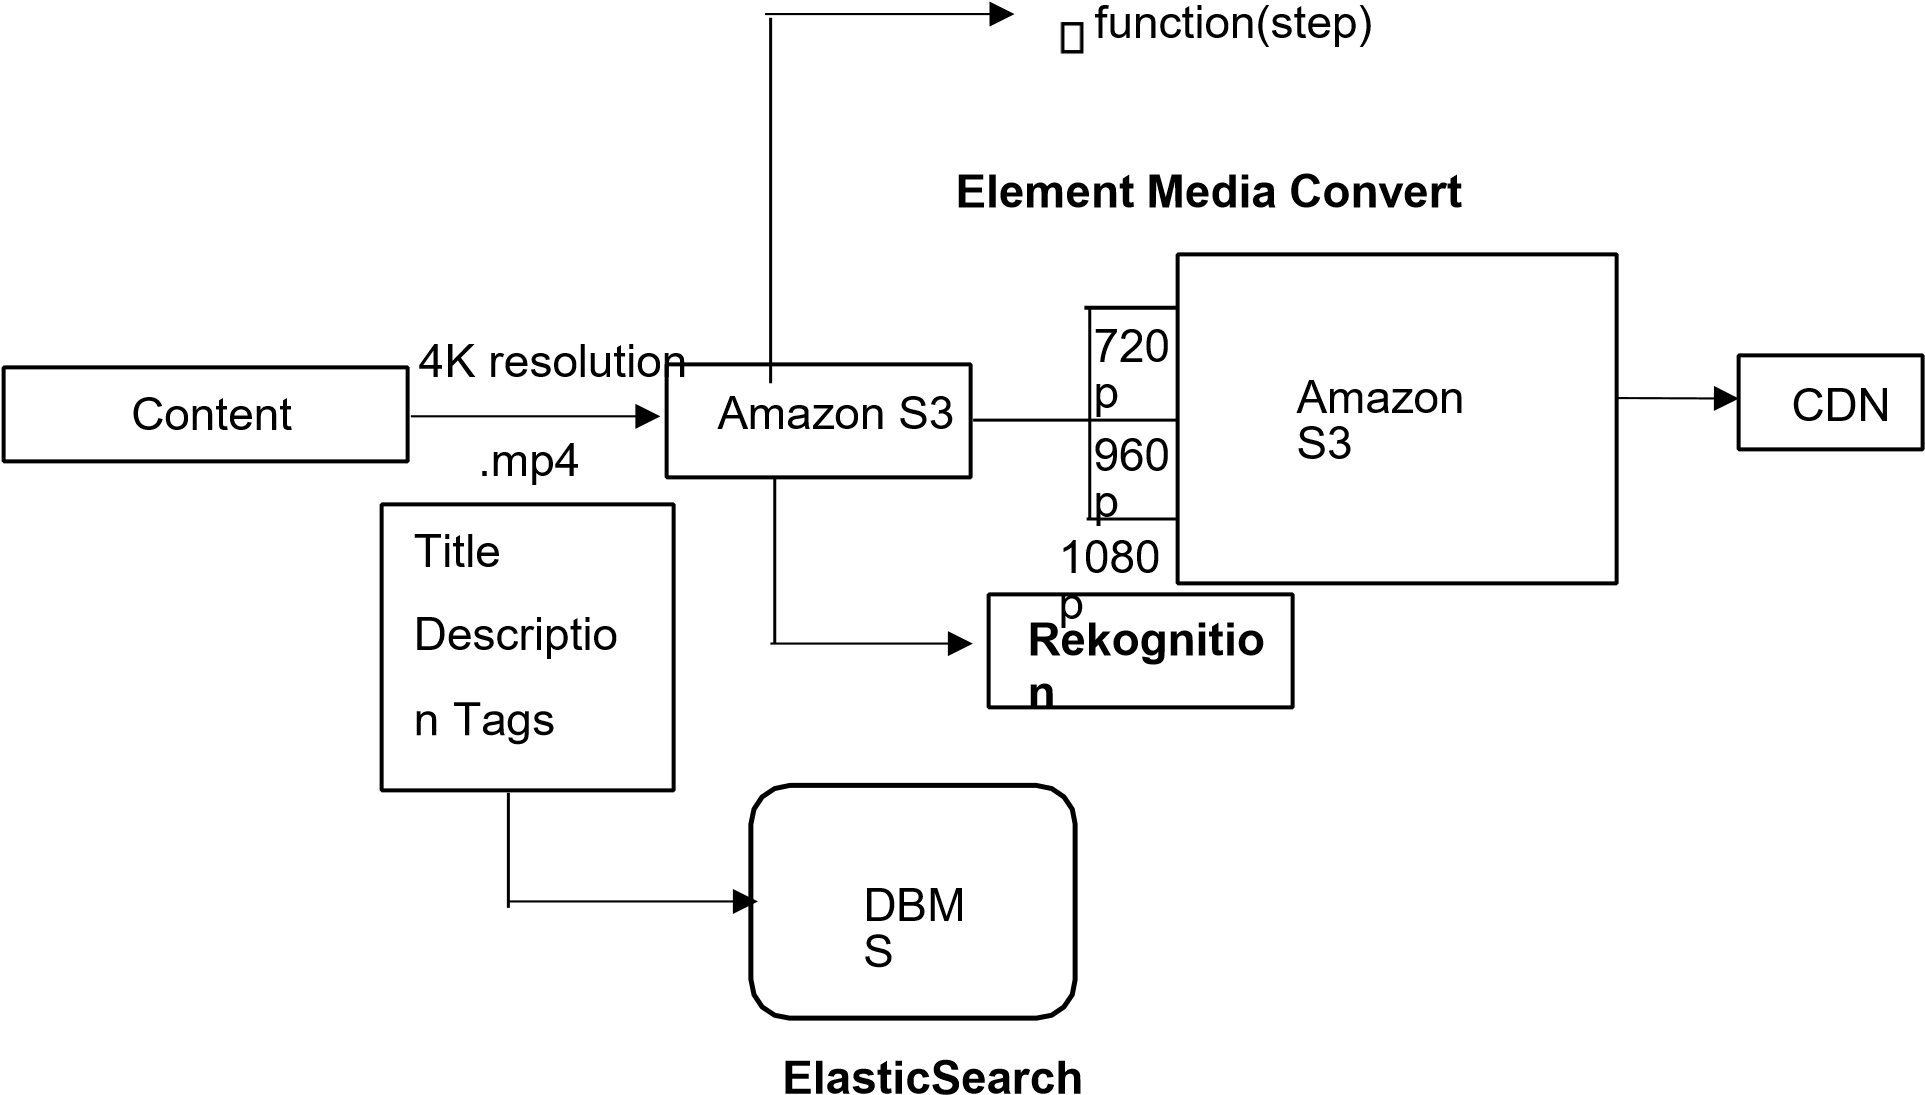 function(step)
Element Media Convert
4K resolution
.mp4
Content
Amazon S3
720
p
960
p
1080
p
Amazon
S3
CDN
Title
Descriptio
n Tags
Rekognitio
n
DBM
S
ElasticSearch